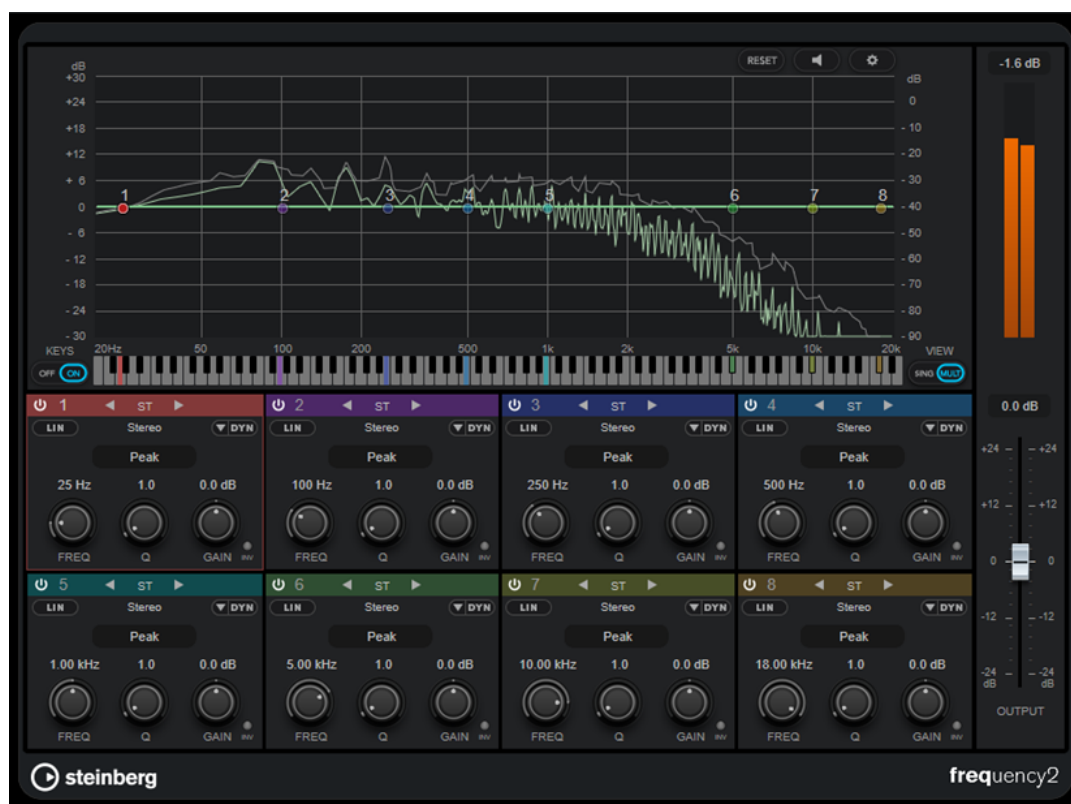 RESET
-1.6 dB
dB dB
+30
+24 0
+18 - 10
+12 - 20
+ 6 - 30
1 2 3 4 5 6 7 8
0 - 40
- 6 - 50
- 12 - 60
- 18 - 70
- 24 - 80
- 30 - 90
KEYS 20Hz 50 100 200 500 1k 2k 5k 10k 20k VIEW
OFF ON SING MULT
1 ST 2 ST 3 ST 4 ST 0.0 dB
LIN Stereo DYN LIN Stereo DYN LIN Stereo DYN LIN Stereo DYN
+24 +24
Peak Peak Peak Peak
25 Hz 1.0 0.0 dB 100 Hz 1.0 0.0 dB 250 Hz 1.0 0.0 dB 500 Hz 1.0 0.0 dB
+12 +12
FREQ Q GAIN INV FREQ Q GAIN INV FREQ Q GAIN INV FREQ Q GAIN INV
0 0
5 ST 6 ST 7 ST 8 ST
LIN Stereo DYN LIN Stereo DYN LIN Stereo DYN LIN Stereo DYN
-12 -12
Peak Peak Peak Peak
1.00 kHz 1.0 0.0 dB 5.00 kHz 1.0 0.0 dB 10.00 kHz 1.0 0.0 dB 18.00 kHz 1.0 0.0 dB
-24 -24
dB dB
OUTPUT
FREQ Q GAIN INV FREQ Q GAIN INV FREQ Q GAIN INV FREQ Q GAIN INV
steinberg frequency2